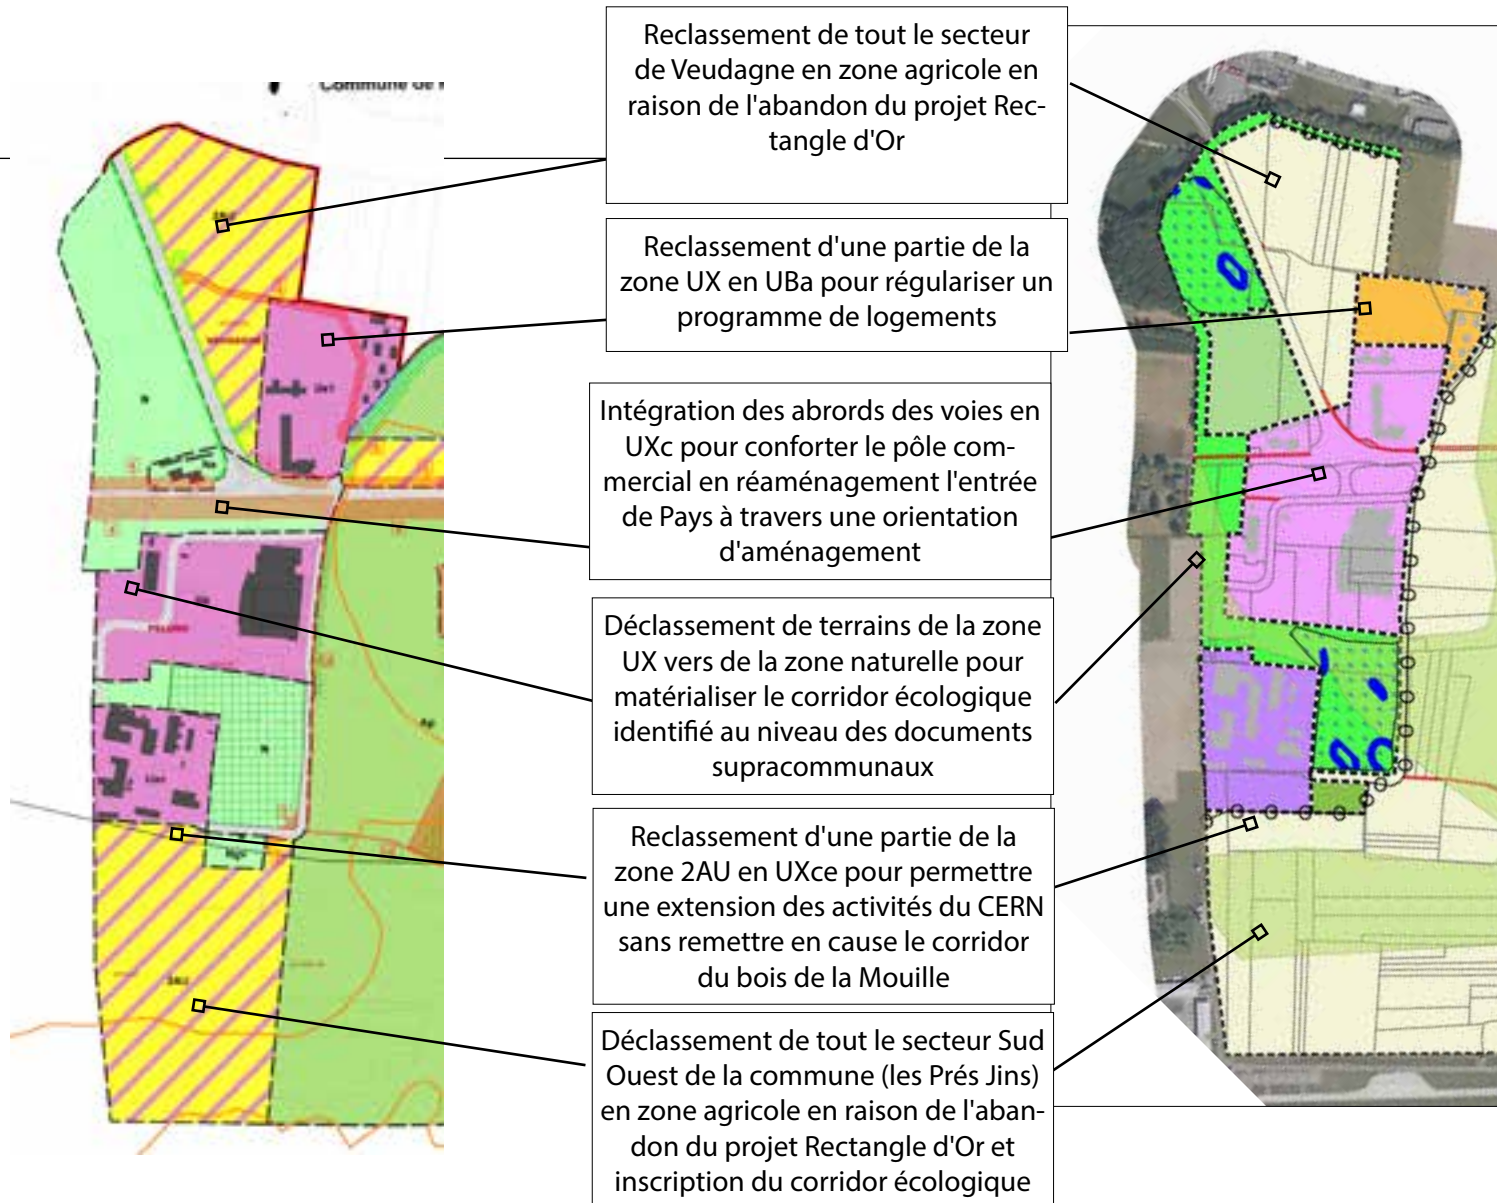 Commune de
Reclassement de tout le secteur
de Veudagne en zone agricole en
raison de l'abandon du projet Rec-
tangle d'Or
Reclassement d'une partie de la
zone UX en UBa pour régulariser un
programme de logements
Intégration des abrords des voies en
UXc pour conforter le pôle com-
mercial en réaménagement l'entrée
de Pays à travers une orientation
d'aménagement
Déclassement de terrains de la zone
UX vers de la zone naturelle pour
matérialiser le corridor écologique
identifié au niveau des documents
supracommunaux
Reclassement d'une partie de la
zone 2AU en UXce pour permettre
une extension des activités du CERN
sans remettre en cause le corridor
du bois de la Mouille
Déclassement de tout le secteur Sud
Ouest de la commune (les Prés Jins)
en zone agricole en raison de l'aban-
don du projet Rectangle d'Or et
inscription du corridor écologique